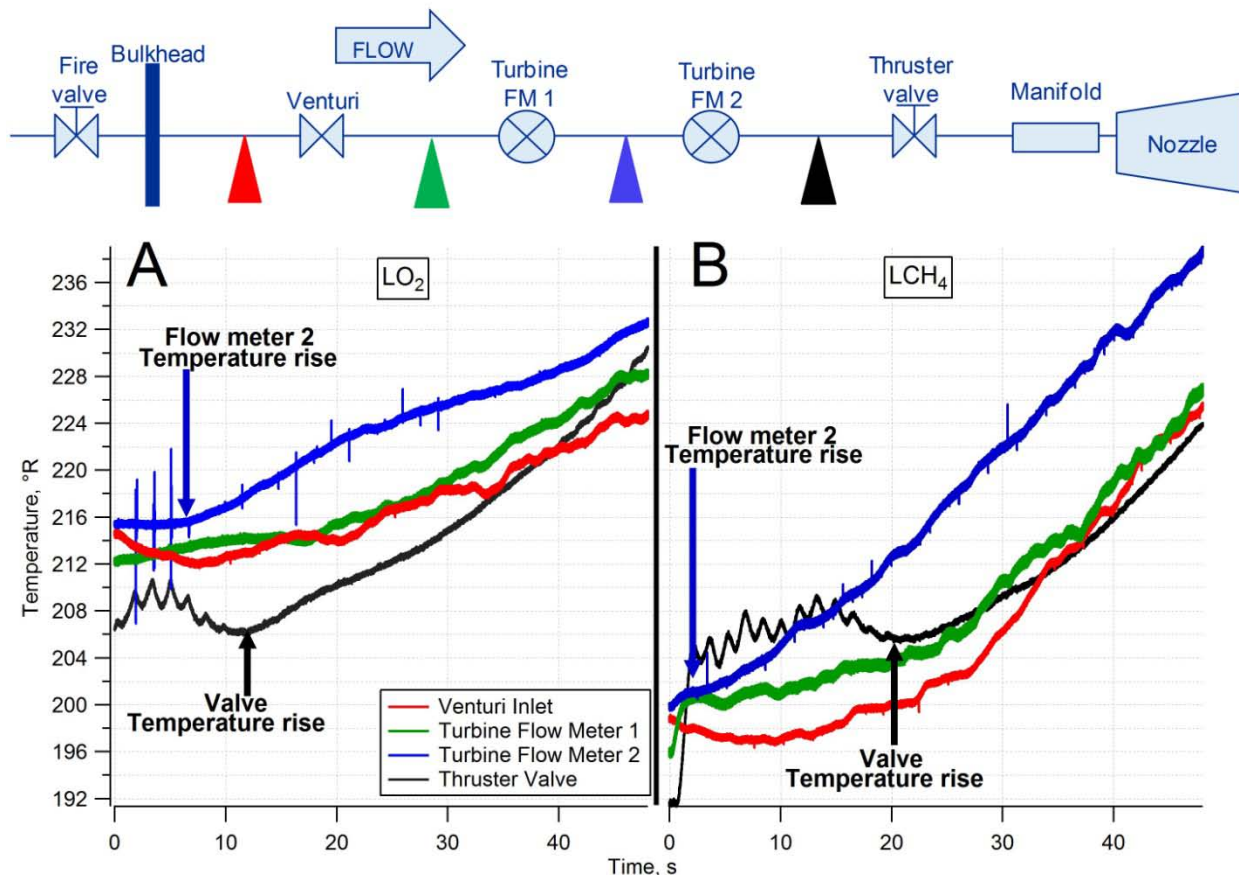 FLOW
Bulkhead
Fire
valve
Venturi
Turbine
FM 1
Turbine
FM 2
Thruster
valve
Manifold
Nozzle
A
LO2
B
LCH4
Temperature, °R
236
232
228
224
220
216
212
208
204
200
196
192
Flow meter 2
Temperature rise
Valve
Temperature rise
Venturi Inlet
Turbine Flow Meter 1
Turbine Flow Meter 2
Thruster Valve
Flow meter 2
Temperature rise
Valve
Temperature rise
0 10 20 30 40 0 10 20 30 40
Time, s